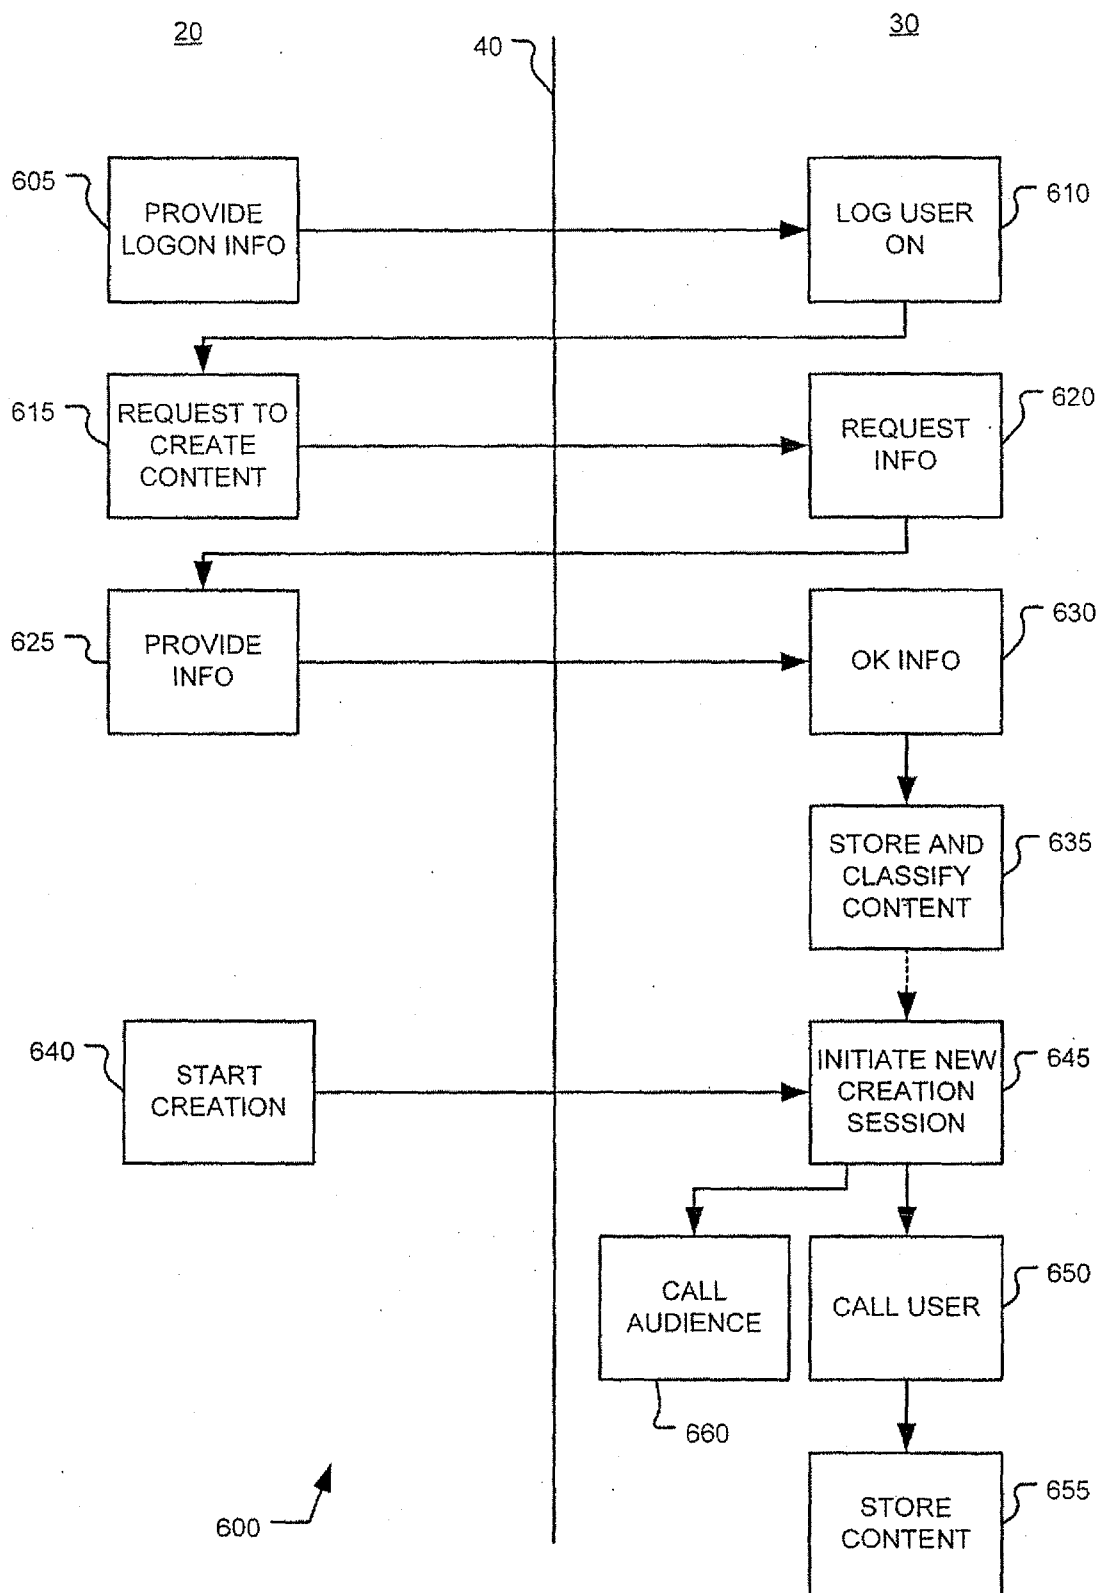 20
40
30
605
PROVIDE
LOGON INFO
LOG USER
ON
610
615
REQUEST TO
CREATE
CONTENT
REQUEST
INFO
620
625
PROVIDE
INFO
OK INFO
630
STORE AND
CLASSIFY
CONTENT
635
640
START
CREATION
INITIATE NEW
CREATION
SESSION
645
CALL
AUDIENCE
660
CALL USER
650
600
STORE
CONTENT
655